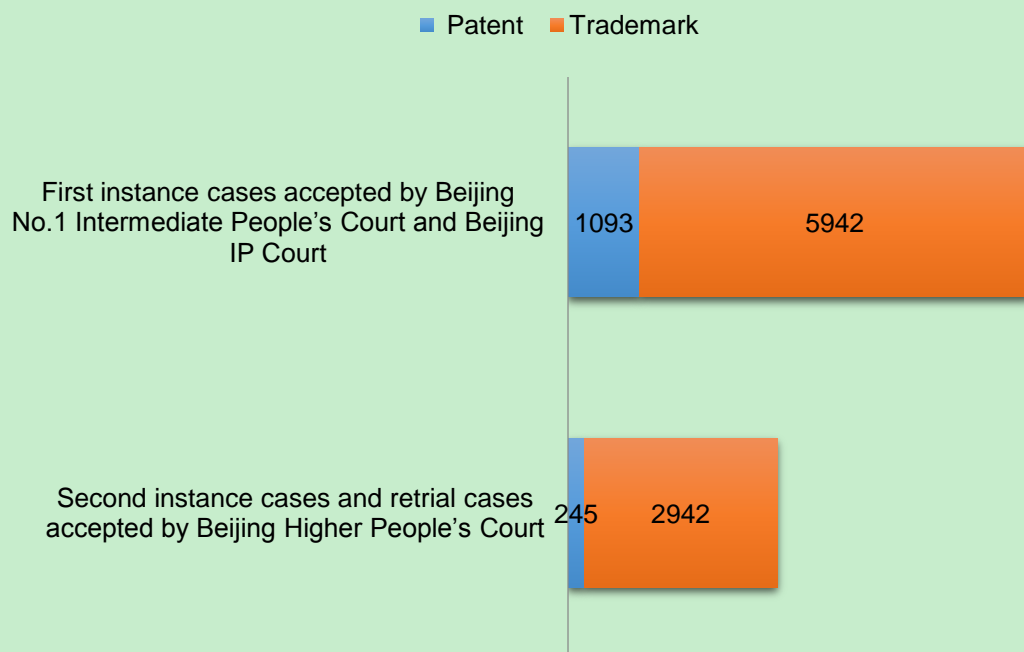 Patent Trademark
First instance cases accepted by Beijing
No.1 Intermediate People's Court and Beijing
IP Court
1093 5942
Second instance cases and retrial cases
accepted by Beijing Higher People's Court
245 2942